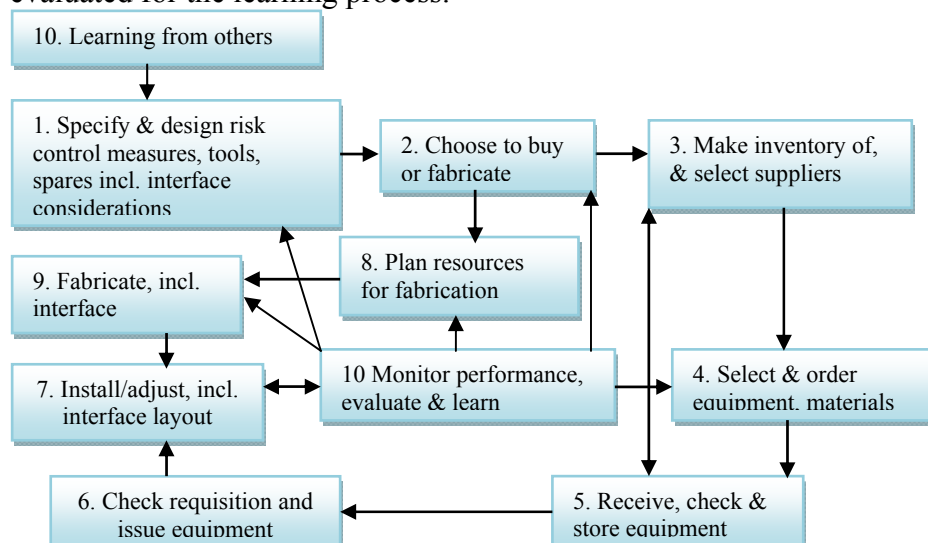 evaluated for the learning process.
10. Learning from others
1. Specify & design risk
control measures, tools,
spares incl. interface
considerations
2. Choose to buy
or fabricate
3. Make inventory of,
& select suppliers
8. Plan resources
for fabrication
9. Fabricate, incl.
interface
7. Install/adjust, incl.
interface layout
10 Monitor performance,
evaluate & learn
4. Select & order
equipment, materials
6. Check requisition and
issue equipment
5. Receive, check &
store equipment